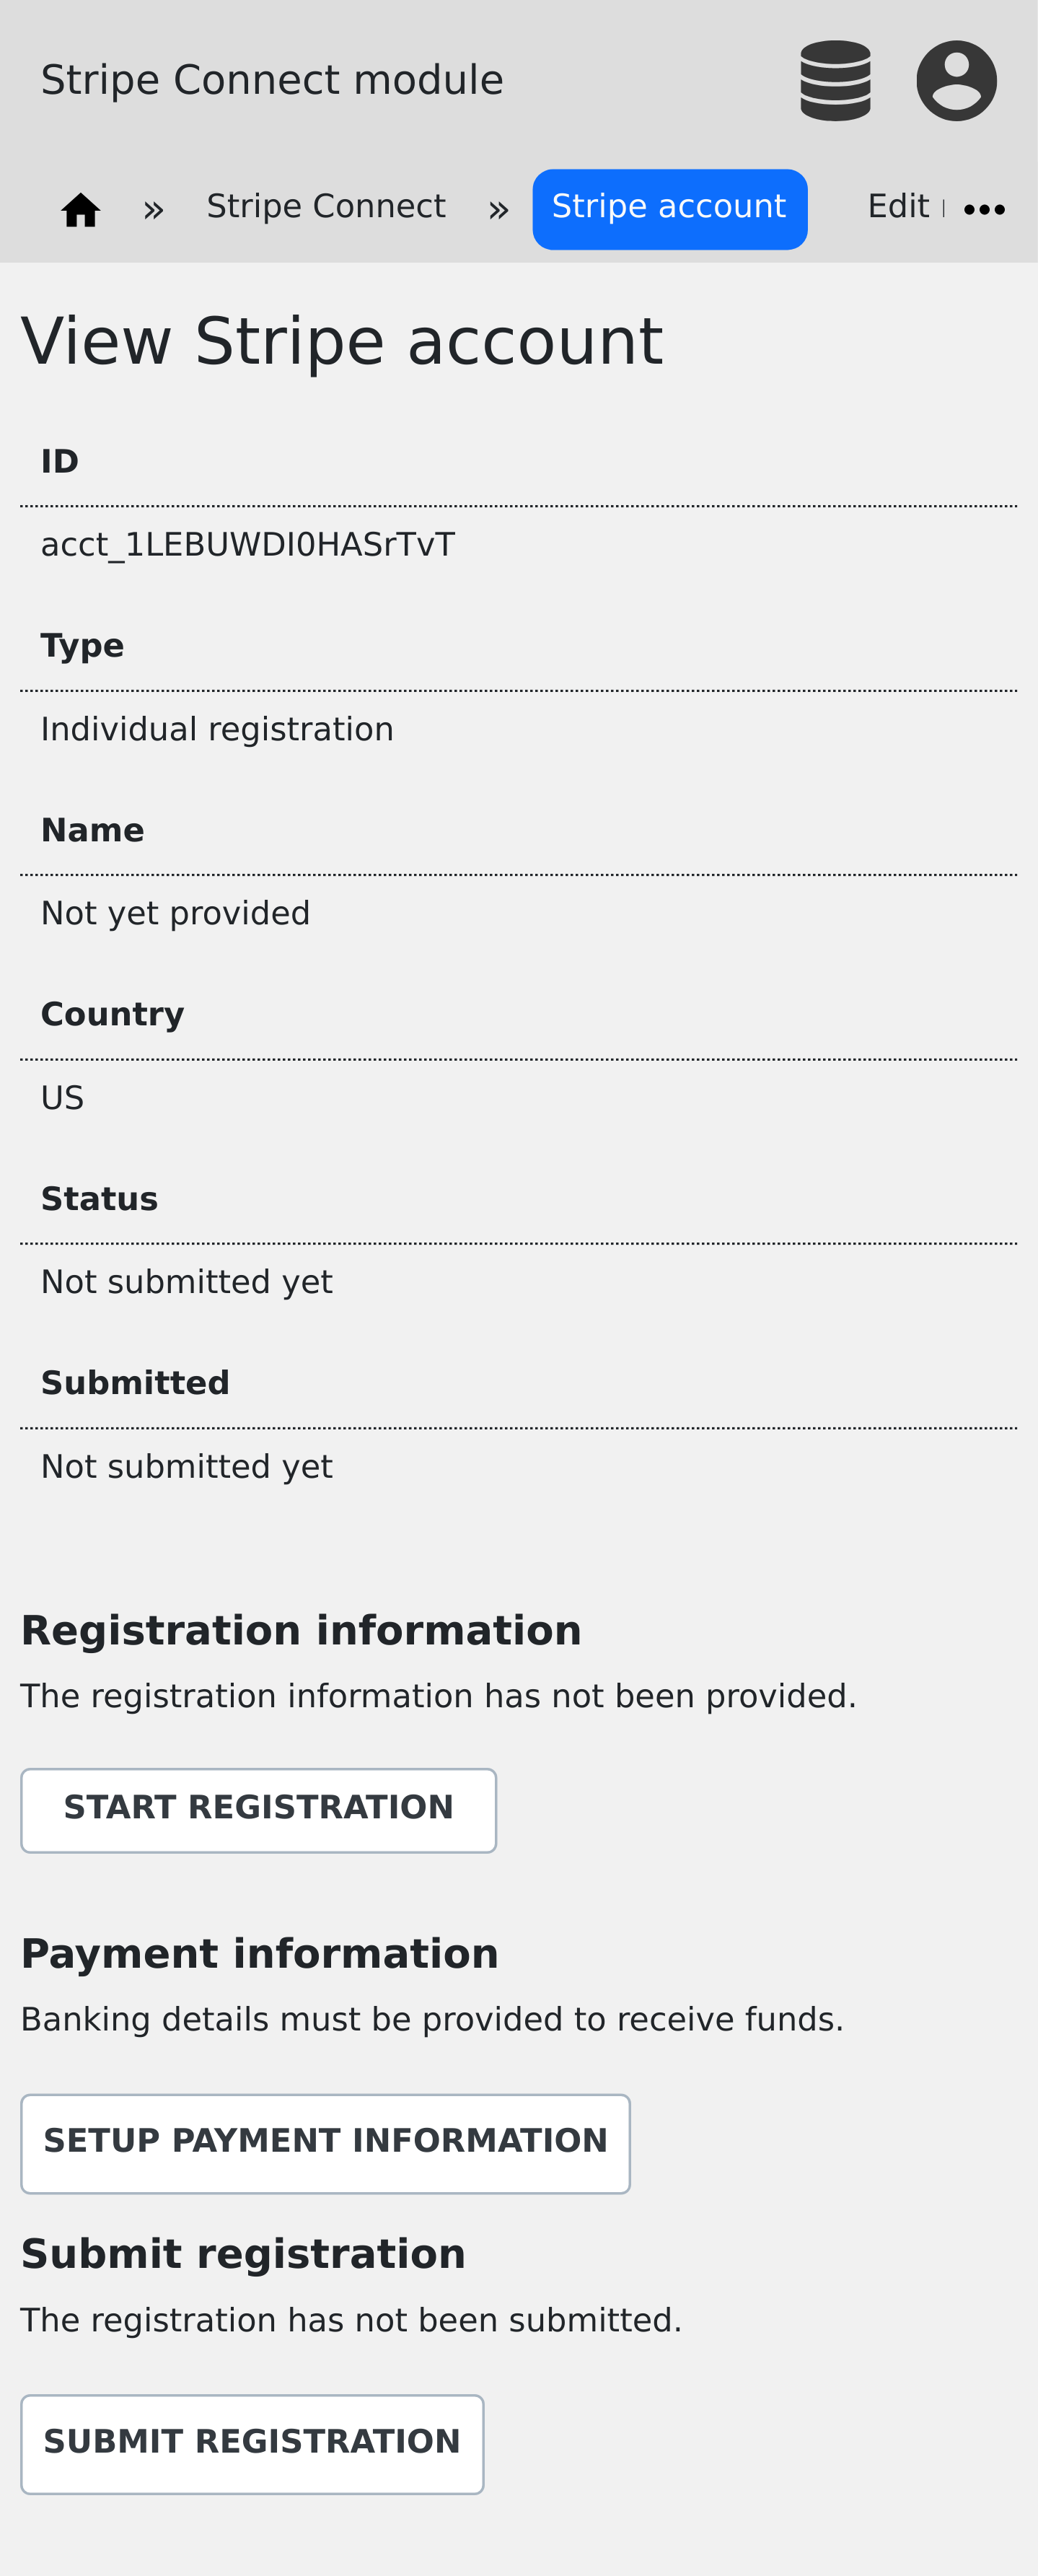 Stripe Connect module
» Stripe Connect » Stripe account Edit •••
View Stripe account
ID
acct_1LEBUWDI0HASrTvT
Type
Individual registration
Name
Not yet provided
Country
US
Status
Not submitted yet
Submitted
Not submitted yet
Registration information
The registration information has not been provided.
START REGISTRATION
Payment information
Banking details must be provided to receive funds.
SETUP PAYMENT INFORMATION
Submit registration
The registration has not been submitted.
SUBMIT REGISTRATION